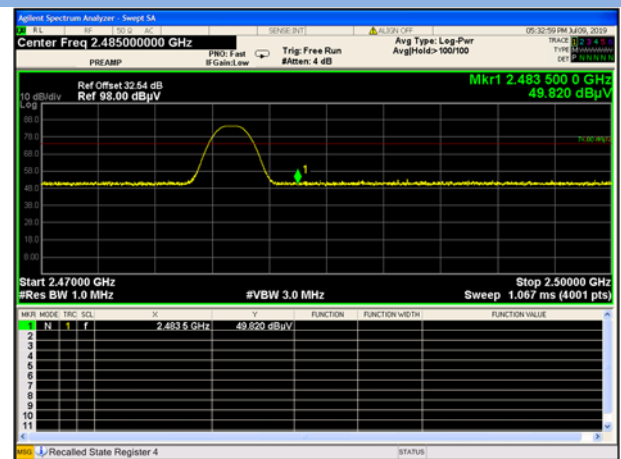 Agilent Spectrum Analyzer - Swept SA
RL RF 50 Ω AC SENSE:INT ALIGN OFF 05:32:59 PM Jul 09, 2019
Center Freq 2.485000000 GHz
PREAMP
PNO: Fast
IFGain:Low
Trig: Free Run
#Atten: 4 dB
Avg Type: Log-Pwr
Avg|Hold:> 100/100
TRACE 1 2 3 4 5 6
TYPE
DET P N N N N N
Mkr1 2.483 500 0 GHz
49.820 dBµV
Ref Offset 32.54 dB
10 dB/div Ref 98.00 dBµV
Log
88.0
78.0
68.0
58.0
48.0
38.0
28.0
18.0
8.00
1
Start 2.47000 GHz Stop 2.50000 GHz
#Res BW 1.0 MHz #VBW 3.0 MHz Sweep 1.067 ms (4001 pts)
MKR MODE TRC SCL X Y FUNCTION FUNCTION WIDTH FUNCTION VALUE
1 N 1 f 2.483 5 GHz 49.820 dBµV
2
3
4
5
6
7
8
9
10
11
MSG Recalled State Register 4 STATUS